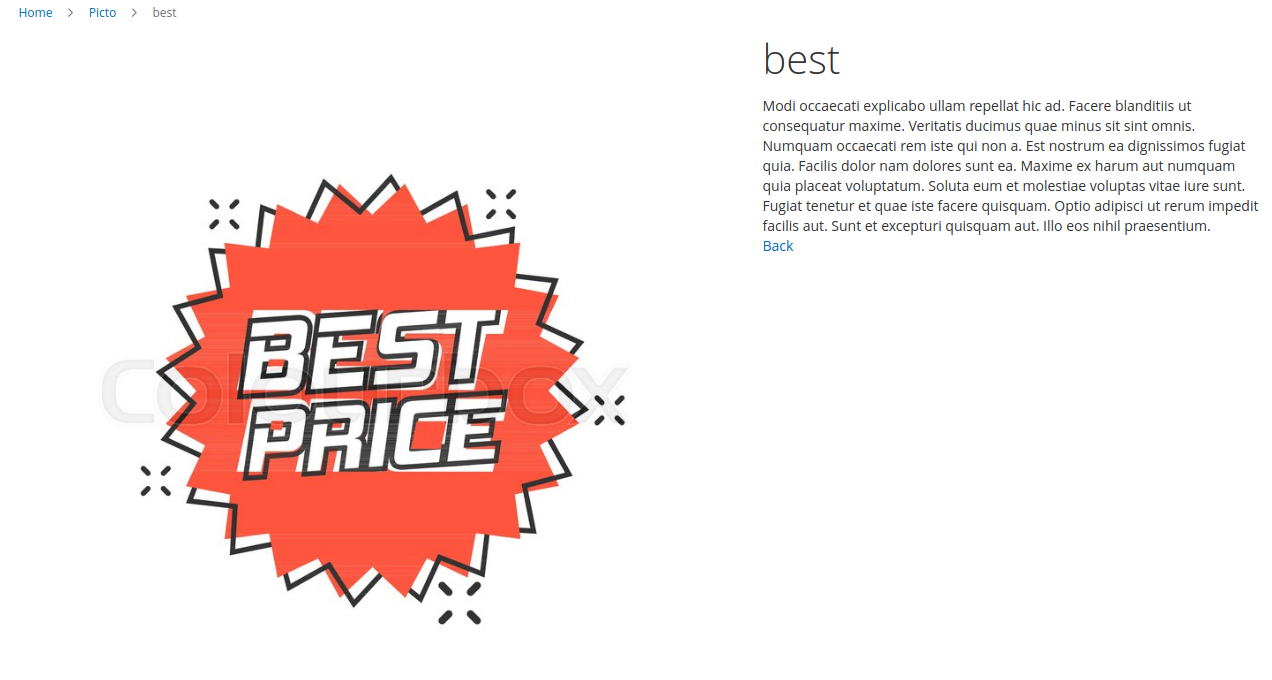 Home > Picto > best
best
Modi occaecati explicabo ullam repellat hic ad. Facere blanditiis ut
consequatur maxime. Veritatis ducimus quae minus sit sint omnis.
Numquam occaecati rem iste qui non a. Est nostrum ea dignissimos fugiat
quia. Facilis dolor nam dolores sunt ea. Maxime ex harum aut numquam
quia placeat voluptatum. Soluta eum et molestiae voluptas vitae iure sunt.
Fugiat tenetur et quae iste facere quisquam. Optio adipisci ut rerum impedit
facilis aut. Sunt et excepturi quisquam aut. Illo eos nihil praesentium.
Back
BEST
PRICE
Colourbox